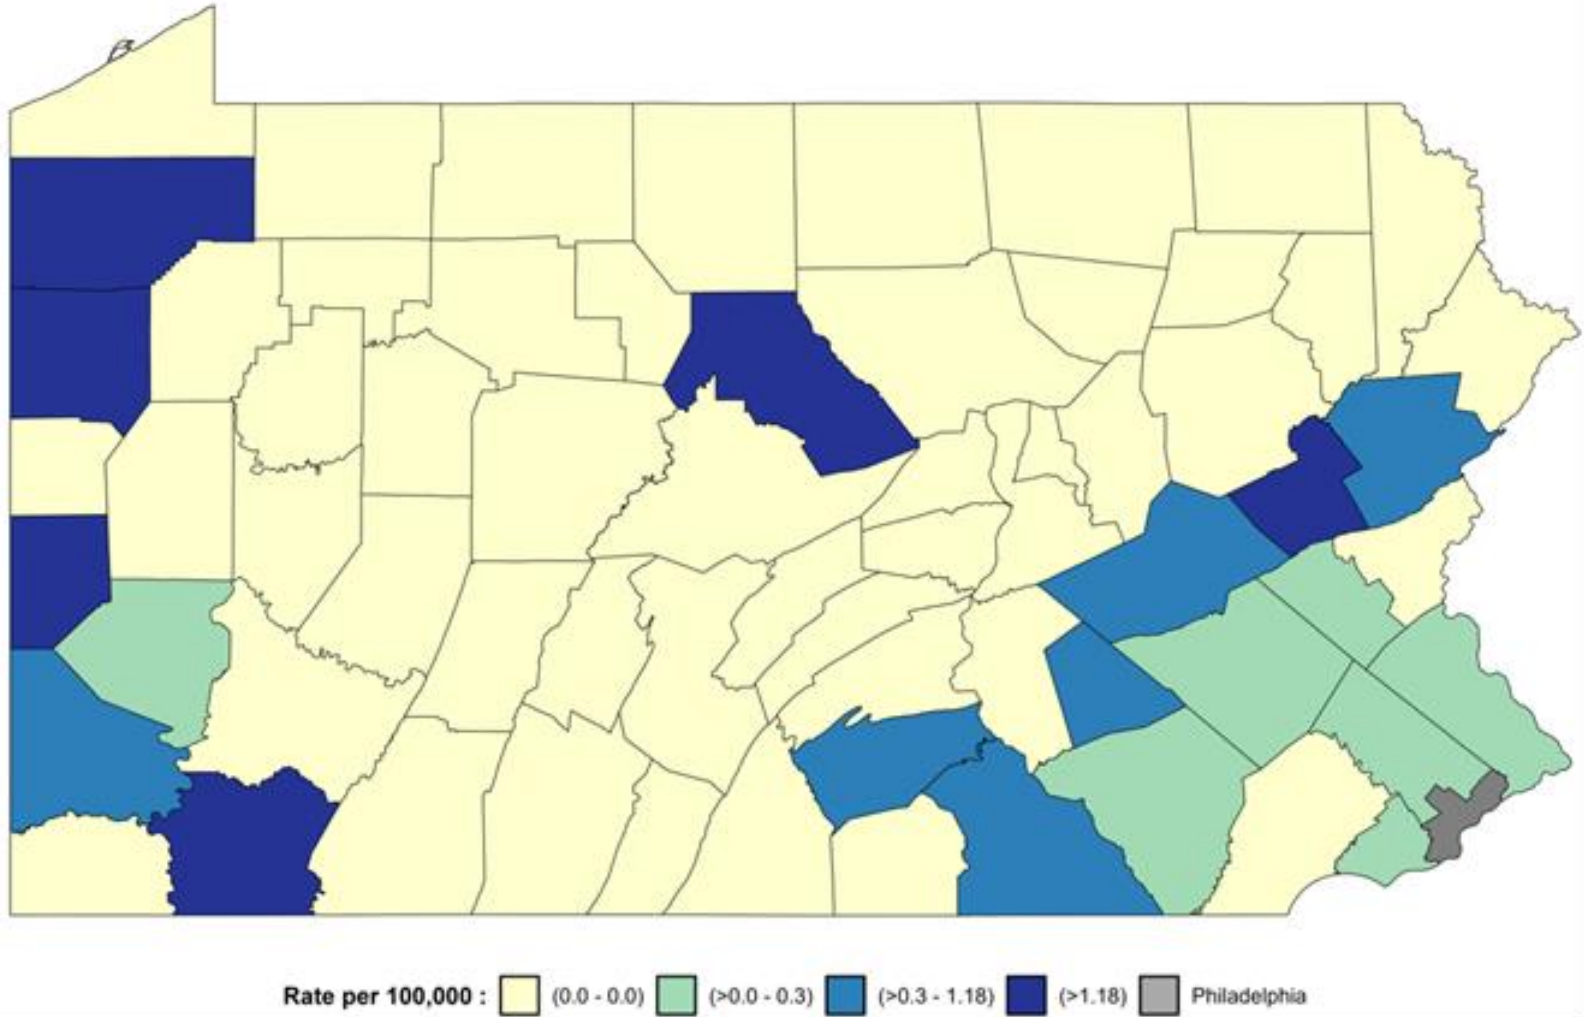 Rate per 100,000 : (0.0 - 0.0) (>0.0 - 0.3) (>0.3 - 1.18) (>1.18) Philadelphia